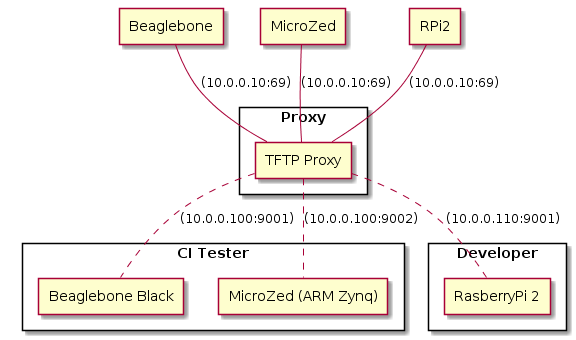 Beaglebone MicroZed RPi2
(10.0.0.10:69) (10.0.0.10:69) (10.0.0.10:69)
Proxy
TFTP Proxy
(10.0.0.100:9001) (10.0.0.100:9002) (10.0.0.110:9001)
CI Tester Developer
Beaglebone Black MicroZed (ARM Zynq) RasberryPi 2